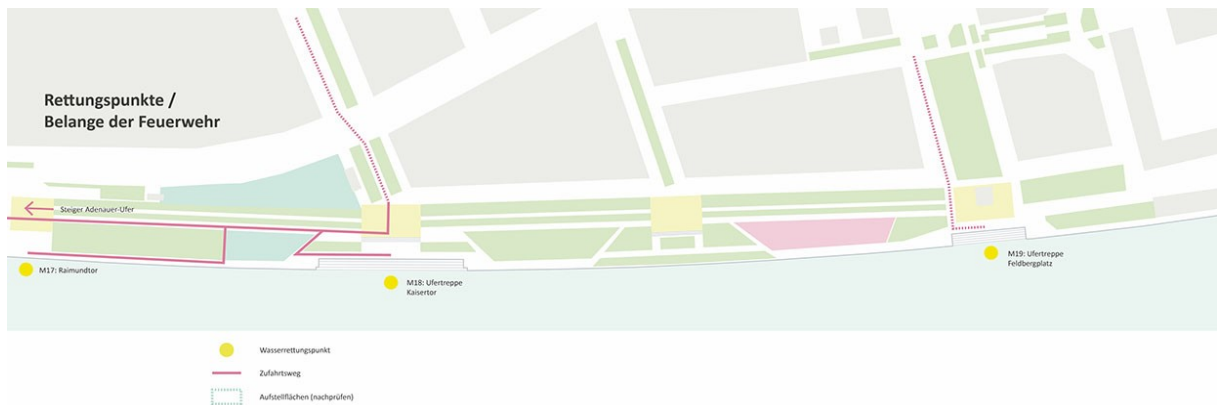 Rettungspunkte /
Belange der Feuerwehr
Steiger Adenauer-Ufer
M17: Raimundtor
M18: Ufertreppe
Kaisertor
M19: Ufertreppe
Feldbergplatz
Wasserrettungspunkt
Zufahrtsweg
Aufstellflächen (nachprüfen)